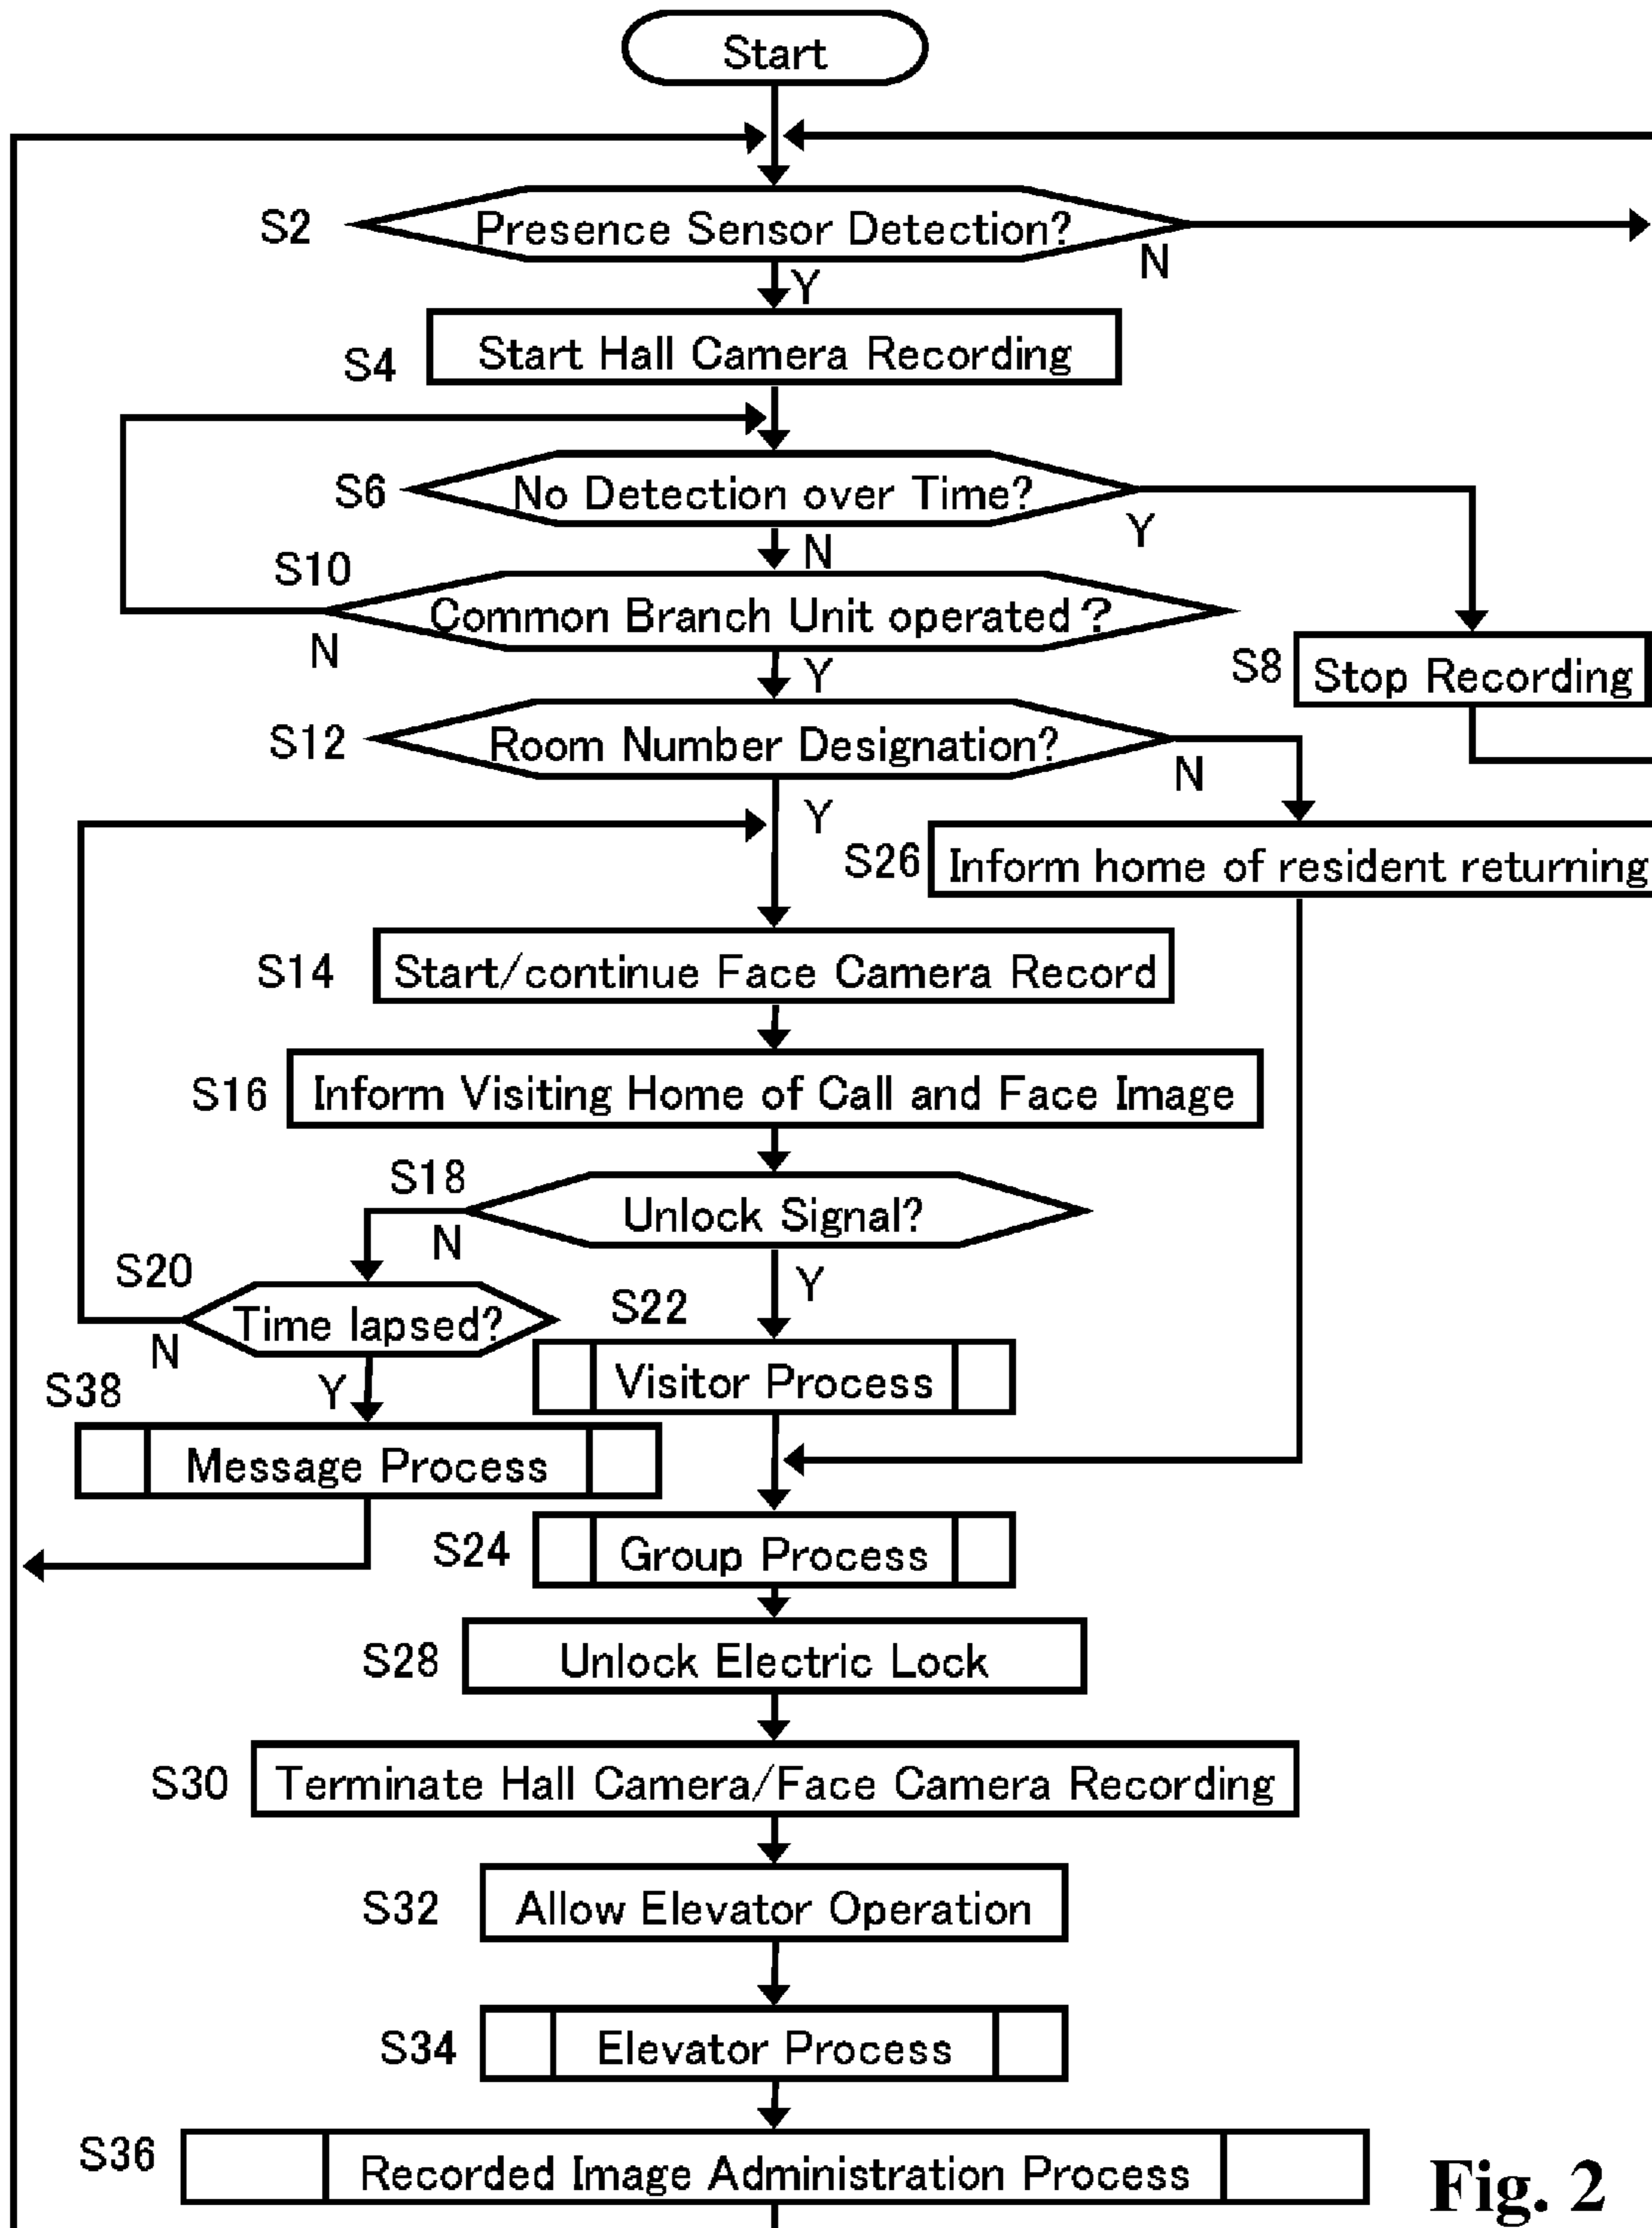 Start
S2
Presence Sensor Detection?
N
Y
S4
Start Hall Camera Recording
S6
No Detection over Time?
Y
N
S10
Common Branch Unit operated?
N
Y
S8
Stop Recording
S12
Room Number Designation?
N
Y
S26
Inform home of resident returning
S14
Start/continue Face Camera Record
S16
Inform Visiting Home of Call and Face Image
S18
Unlock Signal?
N
Y
S20
Time lapsed?
N
Y
S22
Visitor Process
S38
Message Process
S24
Group Process
S28
Unlock Electric Lock
S30
Terminate Hall Camera/Face Camera Recording
S32
Allow Elevator Operation
S34
Elevator Process
S36
Recorded Image Administration Process
Fig. 2